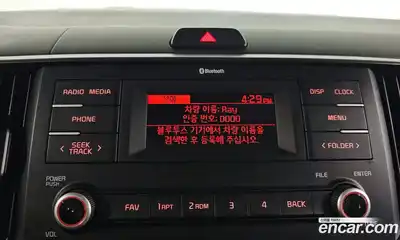 Bluetooth
4:29PM
RADIO MEDIA
DISP CLOCK
차량 이름: Ray
인증 번호: 0000
PHONE
MENU
블루투스 기기에서 차량 이름을
검색한 후 등록해 주십시오.
SEEK
TRACK
FOLDER
POWER
PUSH
FILE
ENTER
FAV
1 RPT
2 RDM
3
4
BACK
VOL
encar.com